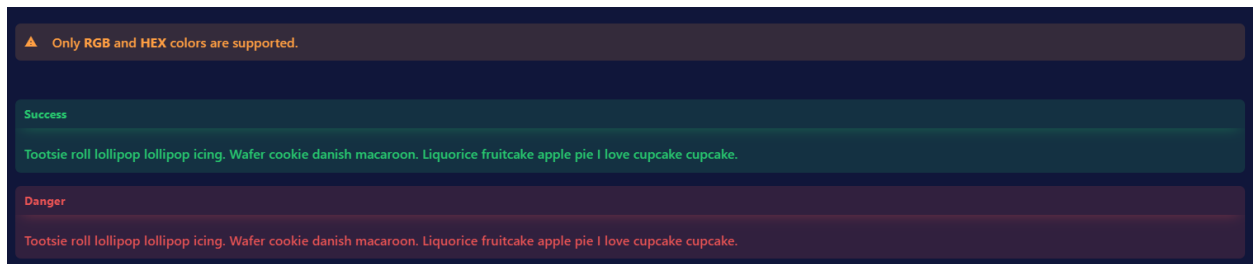 Only RGB and HEX colors are supported.
Success
Tootsie roll lollipop lollipop icing. Wafer cookie danish macaroon. Liquorice fruitcake apple pie I love cupcake cupcake.
Danger
Tootsie roll lollipop lollipop icing. Wafer cookie danish macaroon. Liquorice fruitcake apple pie I love cupcake cupcake.